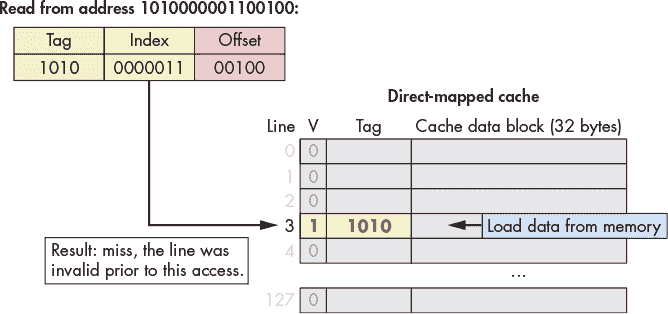 Read from address 1010000001100100:
Tag Index Offset
1010 0000011 00100
Direct-mapped cache
Line V Tag Cache data block (32 bytes)
0 0
1 0
2 0
3 1 1010 Load data from memory
4 0
Result: miss, the line was
invalid prior to this access.
...
127 0